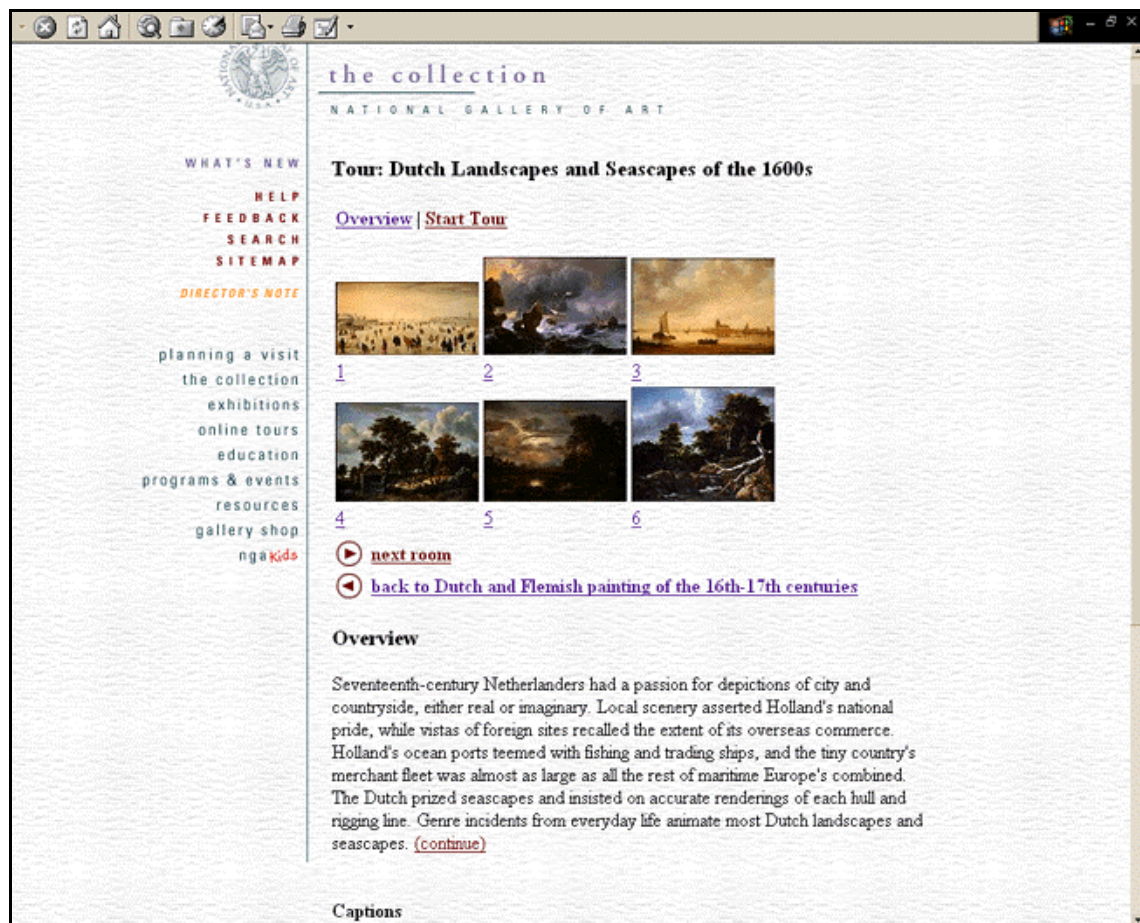 the collection
NATIONAL GALLERY OF ART
WHAT'S NEW
HELP
FEEDBACK
SEARCH
SITEMAP
DIRECTOR'S NOTE
planning a visit
the collection
exhibitions
online tours
education
programs & events
resources
gallery shop
ngakids
Tour: Dutch Landscapes and Seascapes of the 1600s
Overview | Start Tour
1 2 3
4 5 6
next room
back to Dutch and Flemish painting of the 16th-17th centuries
Overview
Seventeenth-century Netherlanders had a passion for depictions of city and
countryside, either real or imaginary. Local scenery asserted Holland's national
pride, while vistas of foreign sites recalled the extent of its overseas commerce.
Holland's ocean ports teemed with fishing and trading ships, and the tiny country's
merchant fleet was almost as large as all the rest of maritime Europe's combined.
The Dutch prized seascapes and insisted on accurate renderings of each hull and
rigging line. Genre incidents from everyday life animate most Dutch landscapes and
seascapes. (continue)
Captions